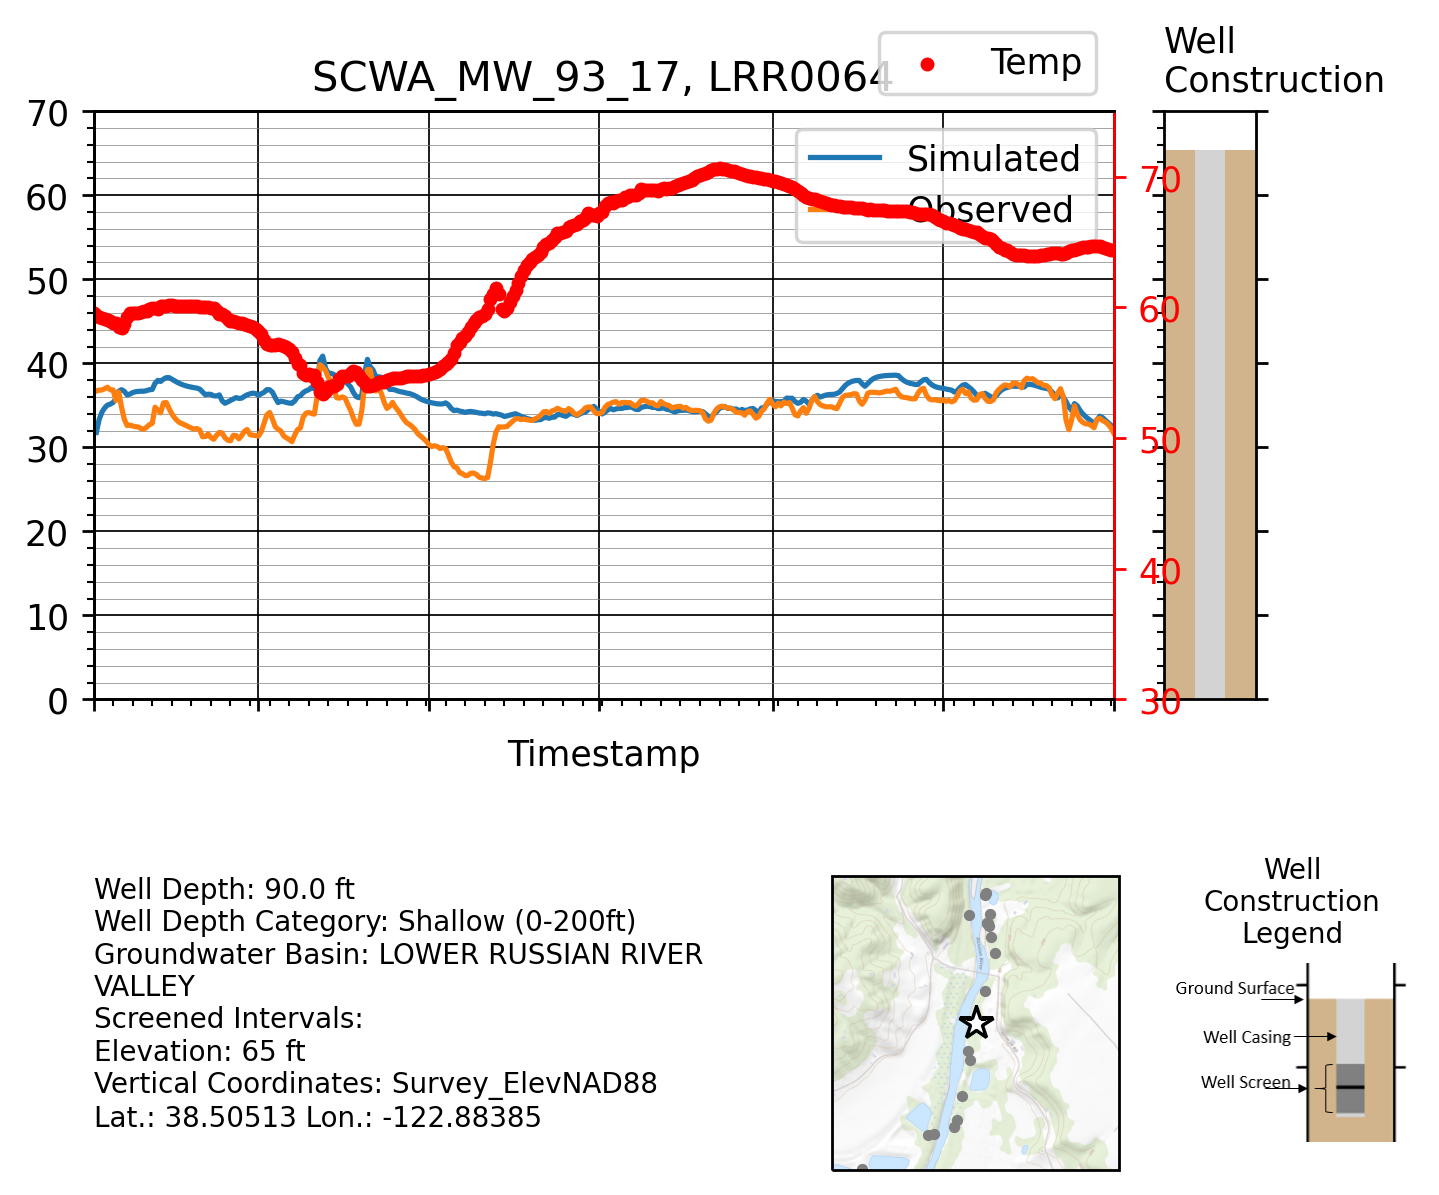 SCWA_MW_93_17, LRR0064
Temp
Well
Construction
Simulated
Observed
70
60
50
40
30
20
10
0
70
60
50
40
30
Timestamp
Well Depth: 90.0 ft
Well Depth Category: Shallow (0-200ft)
Groundwater Basin: LOWER RUSSIAN RIVER
VALLEY
Screened Intervals:
Elevation: 65 ft
Vertical Coordinates: Survey_ElevNAD88
Lat.: 38.50513 Lon.: -122.88385
Well
Construction
Legend
Ground Surface
Well Casing
Well Screen